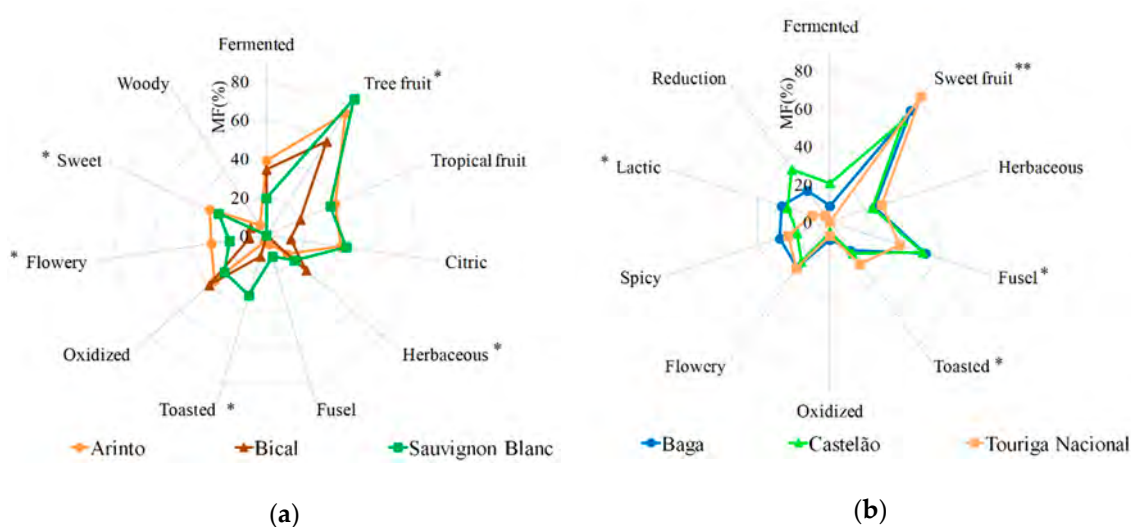 Fermented
Woody
80
Tree fruit *
MF(%)
60
40
Tropical fruit
* Sweet
20
0
* Flowery
Citric
Oxidized
Herbaceous *
Toasted *
Fusel
Arinto
Bical
Sauvignon Blanc
(a)
Fermented
Reduction
80
Sweet fruit **
MF(%)
60
40
* Lactic
Herbaceous
20
0
Spicy
Fusel *
Flowery
Toasted *
Oxidized
Baga
Castelão
Touriga Nacional
(b)